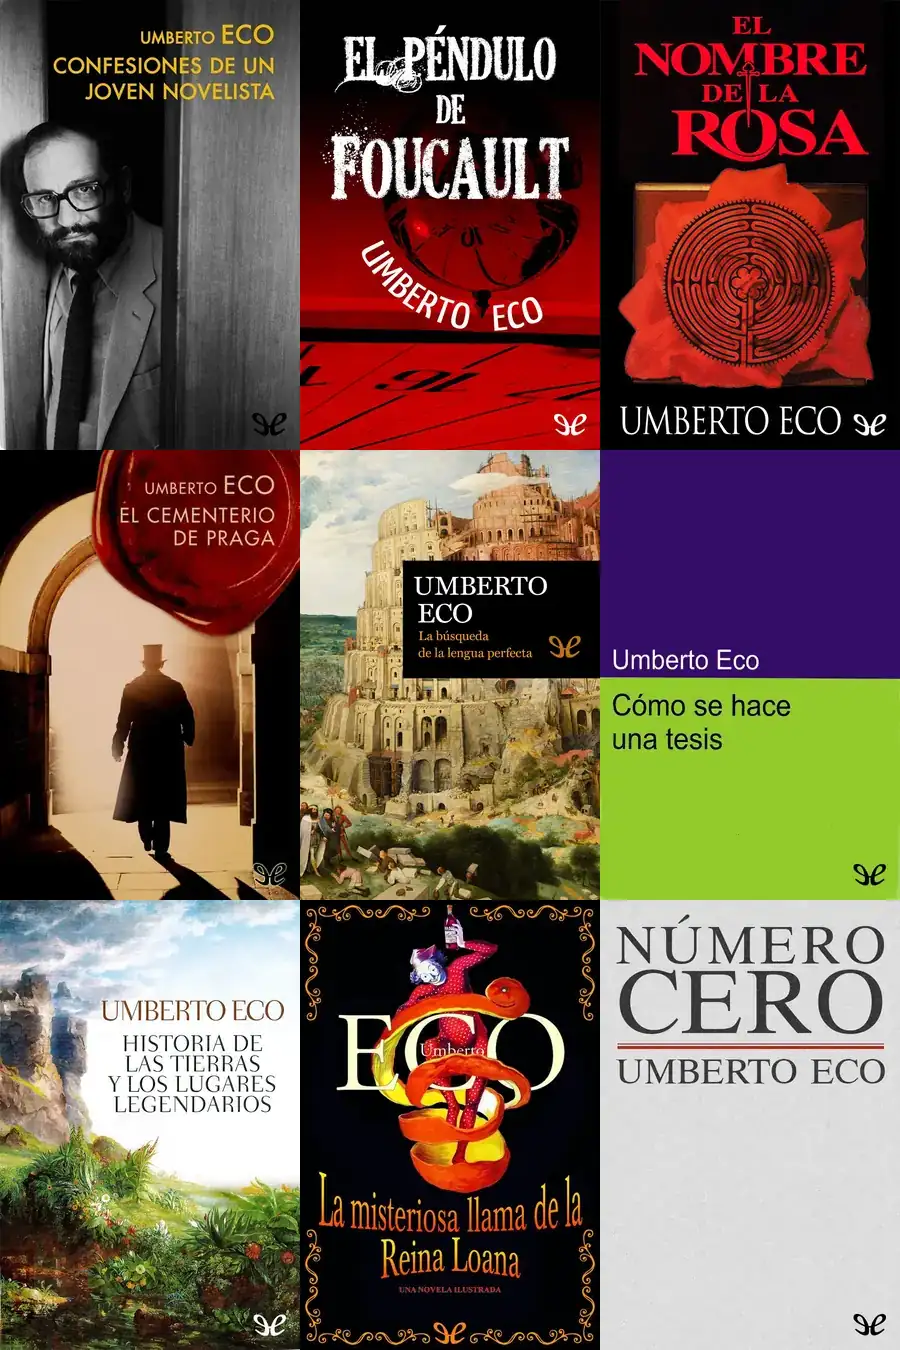 UMBERTO ECO
CONFESIONES DE UN
JOVEN NOVELISTA
EL PÉNDULO
DE
FOUCAULT
UMBERTO ECO
16
EL
NOMBRE
DE LA
ROSA
UMBERTO ECO
UMBERTO ECO
EL CEMENTERIO
DE PRAGA
UMBERTO
ECO
La búsqueda
de la lengua perfecta
Umberto Eco
Cómo se hace
una tesis
UMBERTO ECO
HISTORIA DE
LAS TIERRAS
Y LOS LUGARES
LEGENDARIOS
ECO
Umberto
La misteriosa llama de la
Reina Loana
UNA NOVELA ILUSTRADA
NÚMERO
CERO
UMBERTO ECO